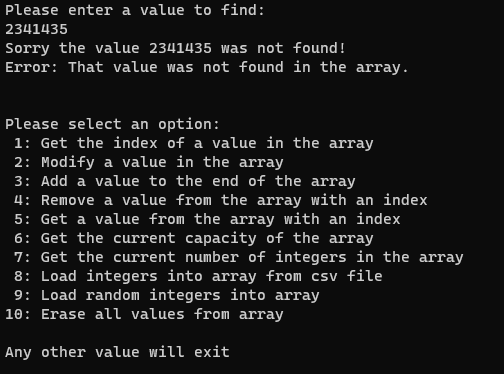 Please enter a value to find:
2341435
Sorry the value 2341435 was not found!
Error: That value was not found in the array.
Please select an option:
 1: Get the index of a value in the array
 2: Modify a value in the array
 3: Add a value to the end of the array
 4: Remove a value from the array with an index
 5: Get a value from the array with an index
 6: Get the current capacity of the array
 7: Get the current number of integers in the array
 8: Load integers into array from csv file
 9: Load random integers into array
10: Erase all values from array
Any other value will exit